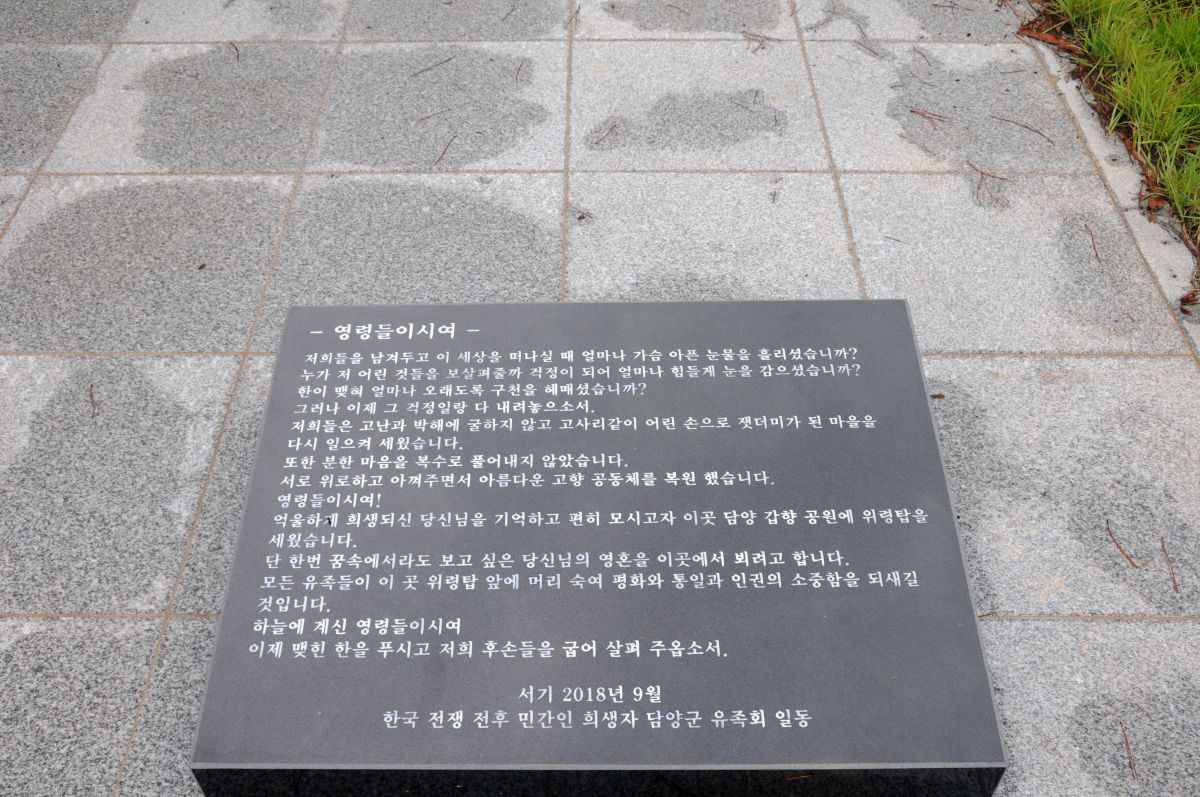 – 영령들이시여 –
저희들을 남겨두고 이 세상을 떠나실 때 얼마나 가슴 아픈 눈물을 흘리셨습니까?
누가 저 어린 것들을 보살펴줄까 걱정이 되어 얼마나 힘들게 눈을 감으셨습니까?
한이 맺혀 얼마나 오래도록 구천을 헤매셨습니까?
그러나 이제 그 걱정일랑 다 내려놓으소서.
저희들은 고난과 박해에 굴하지 않고 고사리같이 어린 손으로 잿더미가 된 마을을
다시 일으켜 세웠습니다.
또한 분한 마음을 복수로 풀어내지 않았습니다.
서로 위로하고 아껴주면서 아름다운 고향 공동체를 복원 했습니다.
영령들이시여!
억울하게 희생되신 당신님을 기억하고 편히 모시고자 이곳 담양 갑향 공원에 위령탑을
세웠습니다.
단 한번 꿈속에서라도 보고 싶은 당신님의 영혼을 이곳에서 뵈려고 합니다.
모든 유족들이 이 곳 위령탑 앞에 머리 숙여 평화와 통일과 인권의 소중함을 되새길
것입니다.
하늘에 계신 영령들이시여
이제 맺힌 한을 푸시고 저희 후손들을 굽어 살펴 주옵소서.
서기 2018년 9월
한국 전쟁 전후 민간인 희생자 담양군 유족회 일동